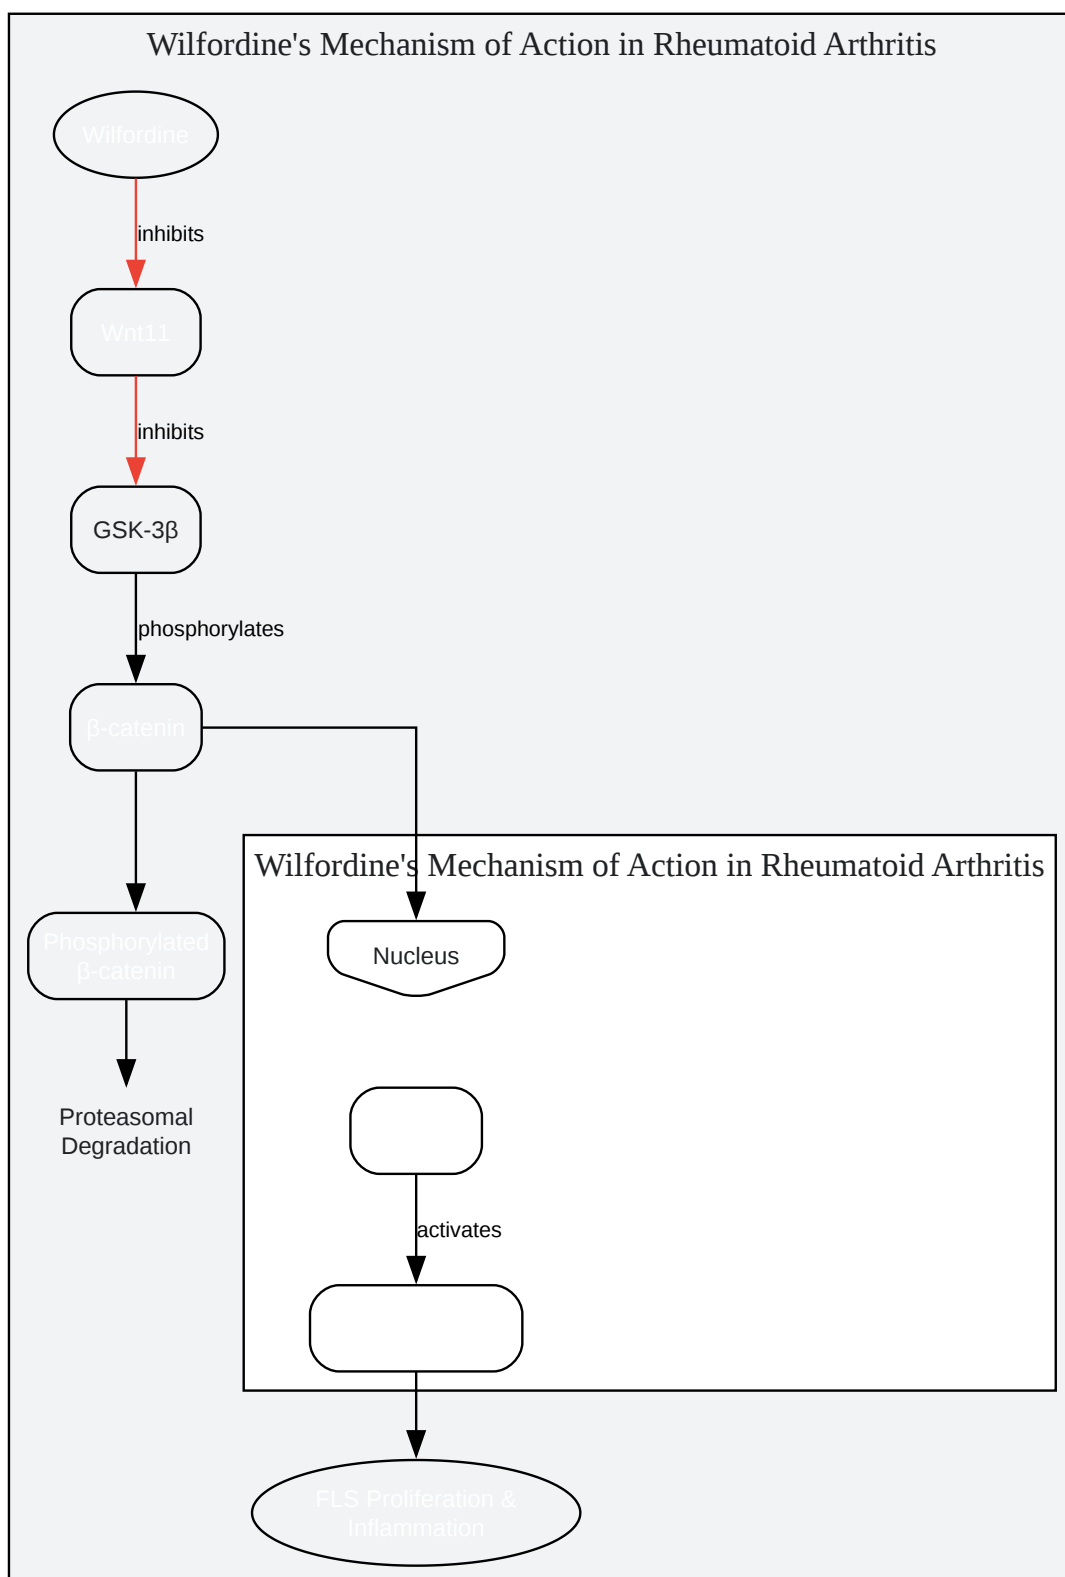 Wilfordine's Mechanism of Action in Rheumatoid Arthritis
Wilfordine
inhibits
Wnt11
inhibits
GSK-3β
phosphorylates
β-catenin
Wilfordine's Mechanism of Action in Rheumatoid Arthritis
Phosphorylated
β-catenin
Nucleus
Proteasomal
Degradation
activates
FLS Proliferation &
Inflammation